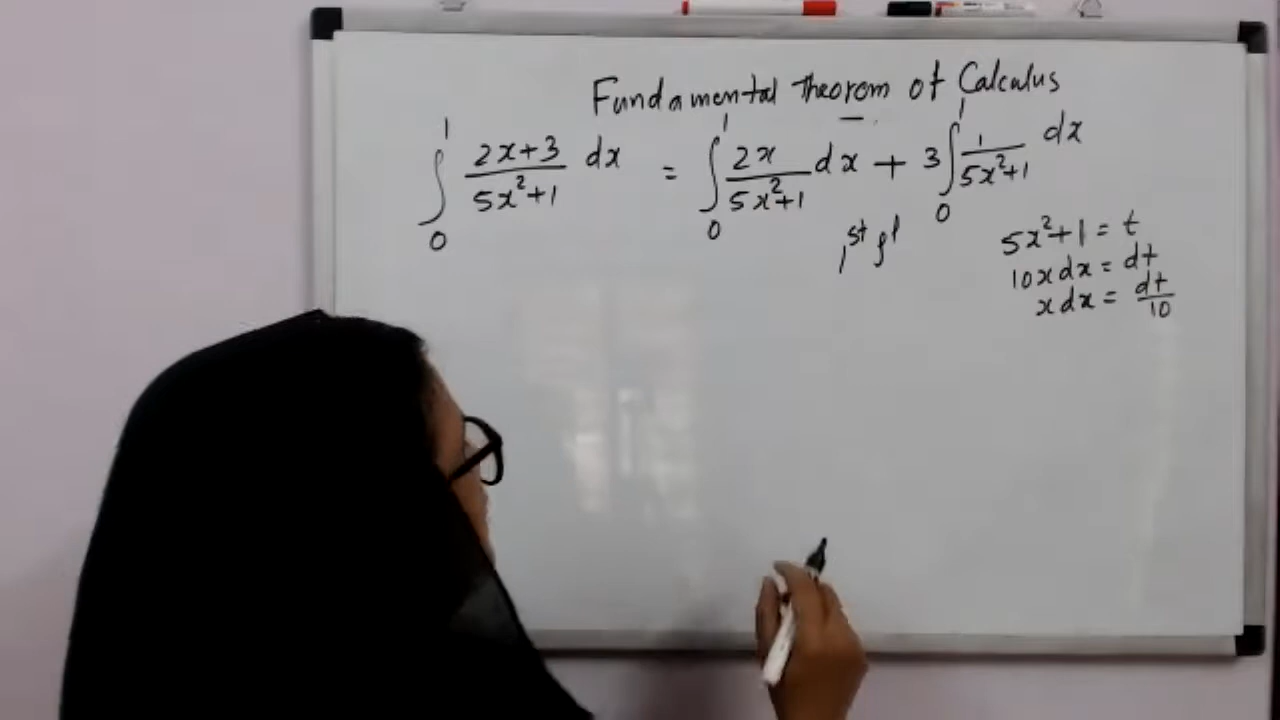 Fundamental Theorom of Calculus
∫₀¹ (2x+3)/(5x²+1) dx = ∫₀¹ 2x/(5x²+1) dx + 3∫₀¹ 1/(5x²+1) dx
1st
5x²+1 = t
10x dx = dt
x dx = dt/10